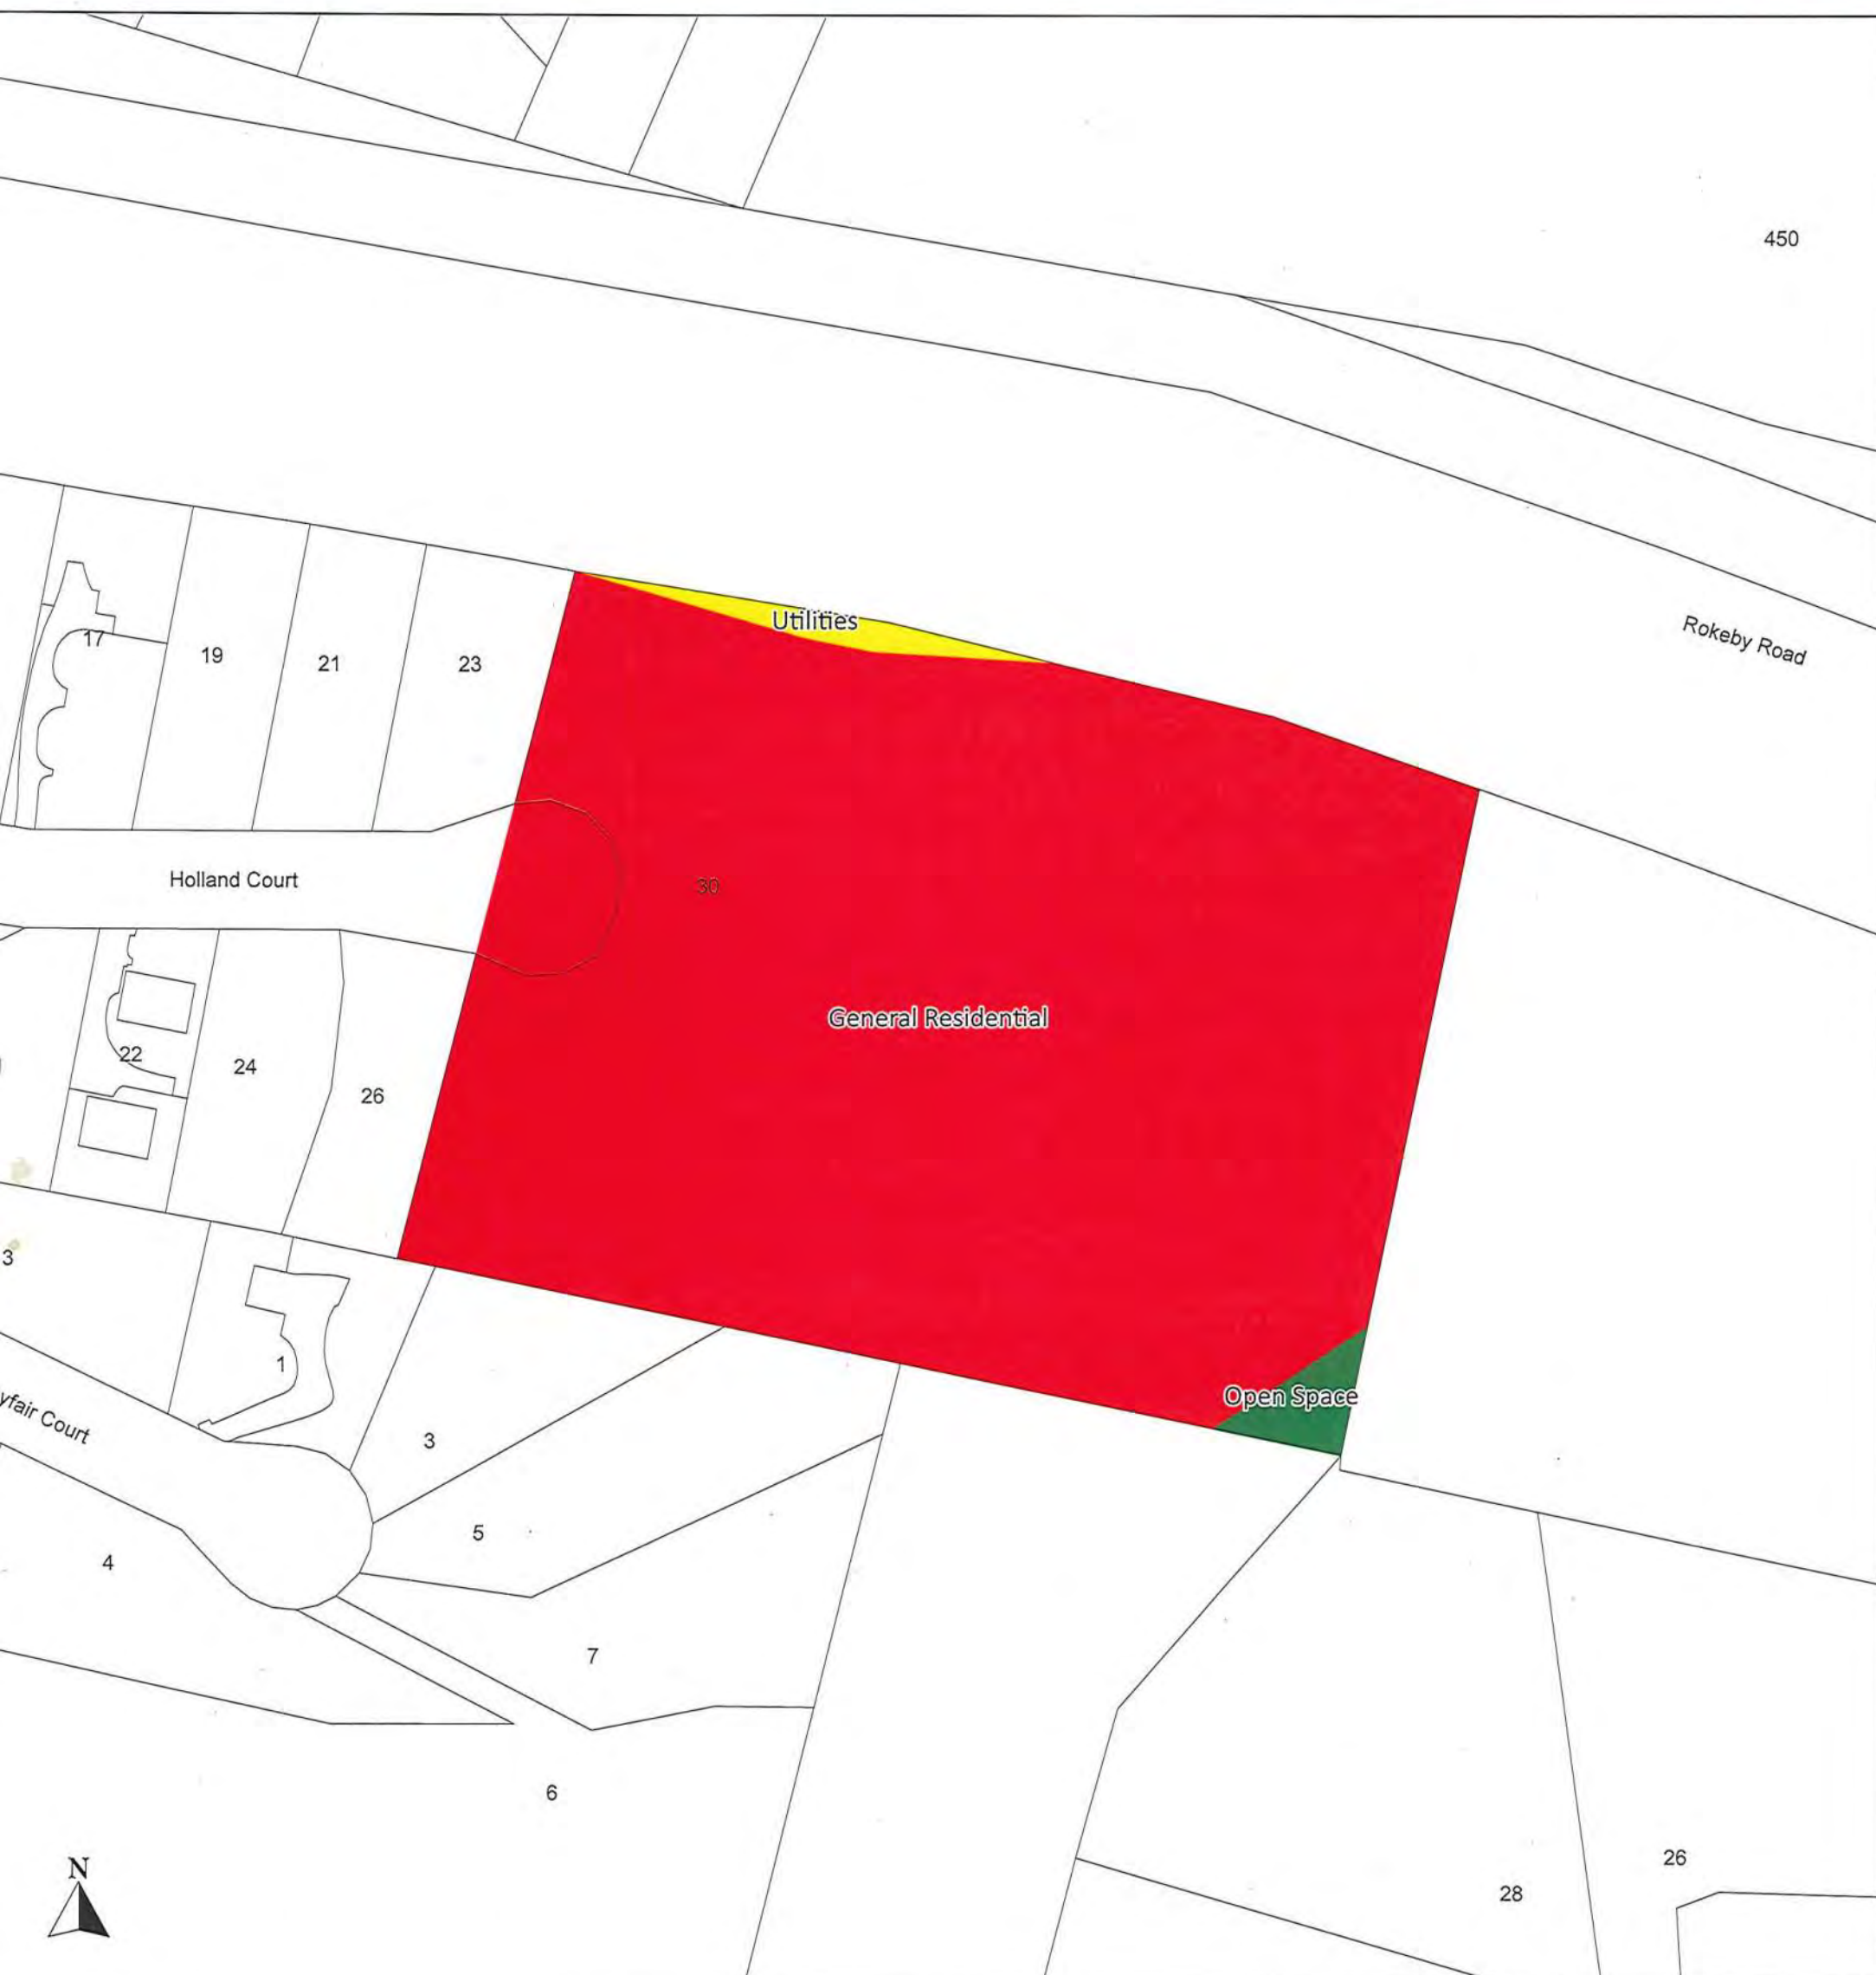 450
Rokeby Road
Utilities
17
19
21
23
Holland Court
30
General Residential
22
24
26
3
1
Open Space
yfair Court
3
5
4
7
6
N
26
28